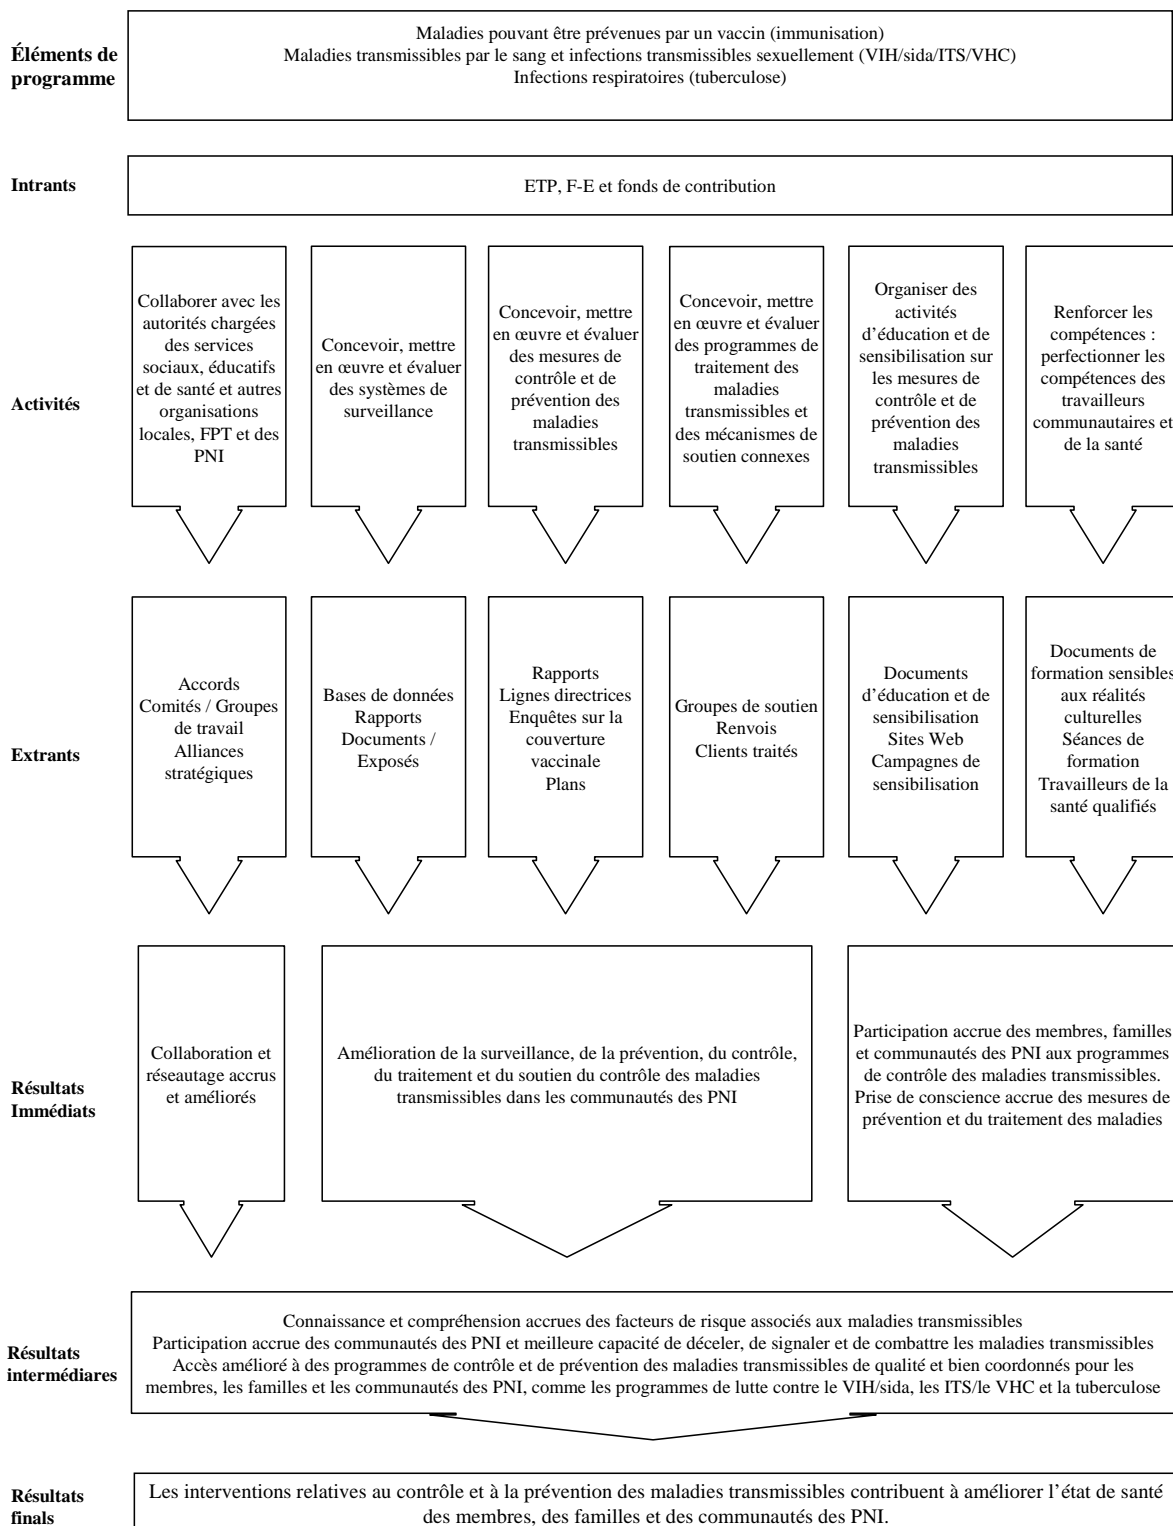 Éléments de
programme
Maladies pouvant être prévenues par un vaccin (immunisation)
Maladies transmissibles par le sang et infections transmissibles sexuellement (VIH/sida/ITS/VHC)
Infections respiratoires (tuberculose)
Intrants
ETP, F-E et fonds de contribution
Activités
Collaborer avec les
autorités chargées
des services
sociaux, éducatifs
et de santé et autres
organisations
locales, FPT et des
PNI
Concevoir, mettre
en œuvre et évaluer
des systèmes de
surveillance
Concevoir, mettre
en œuvre et évaluer
des mesures de
contrôle et de
prévention des
maladies
transmissibles
Concevoir, mettre
en œuvre et évaluer
des programmes de
traitement des
maladies
transmissibles et
des mécanismes de
soutien connexes
Organiser des
activités
d’éducation et de
sensibilisation sur
les mesures de
contrôle et de
prévention des
maladies
transmissibles
Renforcer les
compétences :
perfectionner les
compétences des
travailleurs
communautaires et
de la santé
Extrants
Accords
Comités / Groupes
de travail
Alliances
stratégiques
Bases de données
Rapports
Documents /
Exposés
Rapports
Lignes directrices
Enquêtes sur la
couverture
vaccinale
Plans
Groupes de soutien
Renvois
Clients traités
Documents
d’éducation et de
sensibilisation
Sites Web
Campagnes de
sensibilisation
Documents de
formation sensibles
aux réalités
culturelles
Séances de
formation
Travailleurs de la
santé qualifiés
Résultats
Immédiats
Collaboration et
réseautage accrus
et améliorés
Amélioration de la surveillance, de la prévention, du contrôle,
du traitement et du soutien du contrôle des maladies
transmissibles dans les communautés des PNI
Participation accrue des membres, familles
et communautés des PNI aux programmes
de contrôle des maladies transmissibles.
Prise de conscience accrue des mesures de
prévention et du traitement des maladies
Résultats
intermédiares
Connaissance et compréhension accrues des facteurs de risque associés aux maladies transmissibles
Participation accrue des communautés des PNI et meilleure capacité de déceler, de signaler et de combattre les maladies transmissibles
Accès amélioré à des programmes de contrôle et de prévention des maladies transmissibles de qualité et bien coordonnés pour les
membres, les familles et les communautés des PNI, comme les programmes de lutte contre le VIH/sida, les ITS/le VHC et la tuberculose
Résultats
finals
Les interventions relatives au contrôle et à la prévention des maladies transmissibles contribuent à améliorer l’état de santé
des membres, des familles et des communautés des PNI.